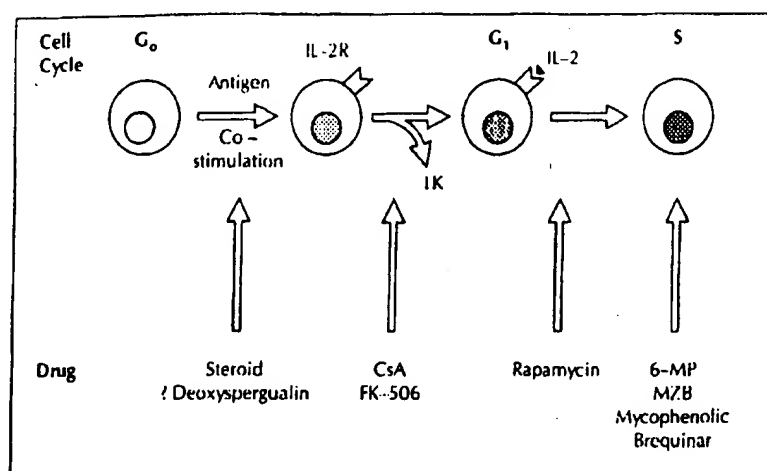 Cell
Cycle
G₀
IL-2R
G₁
IL-2
S
Antigen
Co-
stimulation
LK
Drug
Steroid
? Deoxyspergualin
CsA
FK-506
Rapamycin
6-MP
MZB
Mycophenolic
Brequinar